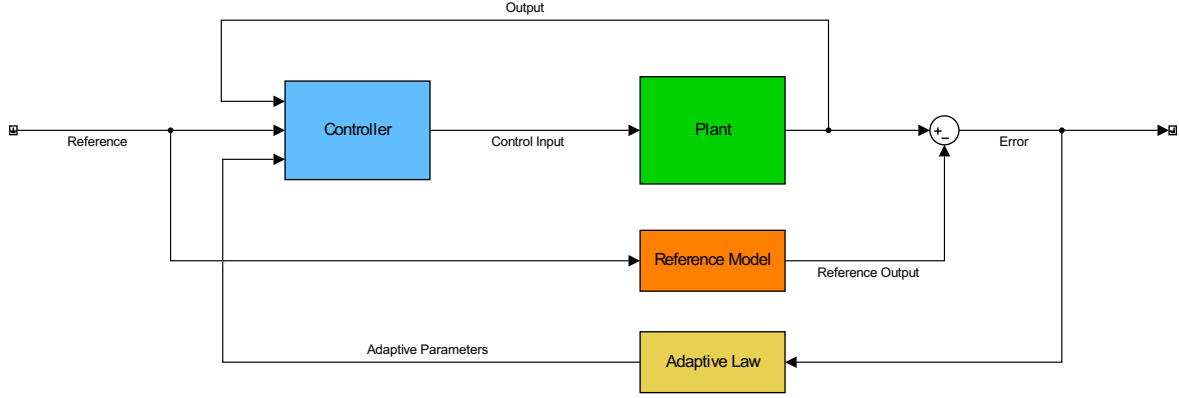 Output
Controller
Plant
Reference
Control Input
+
−
Error
Reference Model
Reference Output
Adaptive Parameters
Adaptive Law